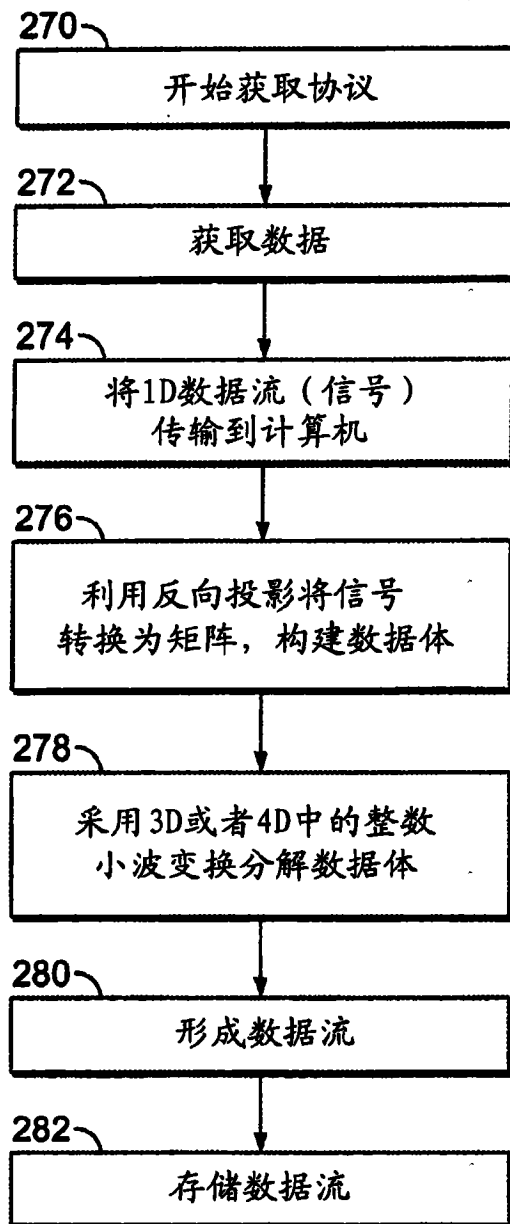 270
开始获取协议
272
获取数据
274
将1D数据流（信号）
传输到计算机
276
利用反向投影将信号
转换为矩阵，构建数据体
278
采用3D或者4D中的整数
小波变换分解数据体
280
形成数据流
282
存储数据流